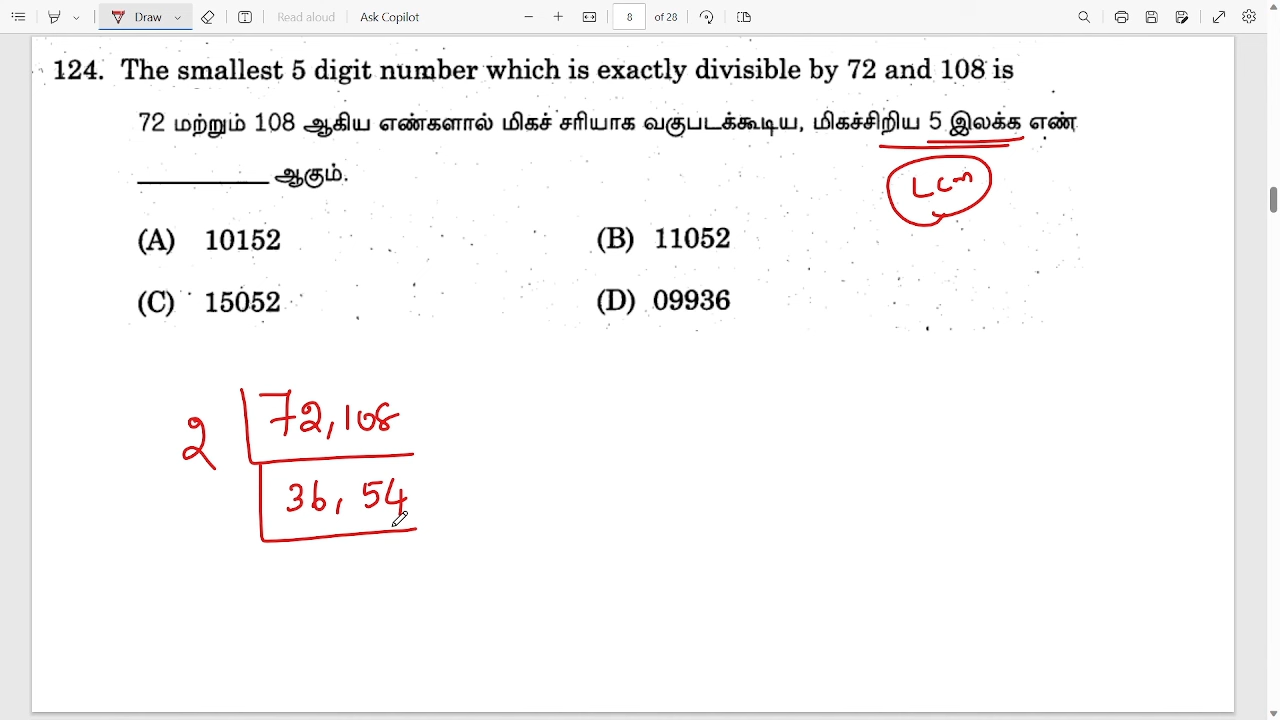 Draw
Read aloud
Ask Copilot
8
of 28
124. The smallest 5 digit number which is exactly divisible by 72 and 108 is
72 மற்றும் 108 ஆகிய எண்களால் மிகச் சரியாக வகுபடக்கூடிய, மிகச்சிறிய 5 இலக்க எண்
__________ ஆகும்.
Lcm
(A) 10152
(B) 11052
(C) 15052
(D) 09936
2
72, 108
36, 54